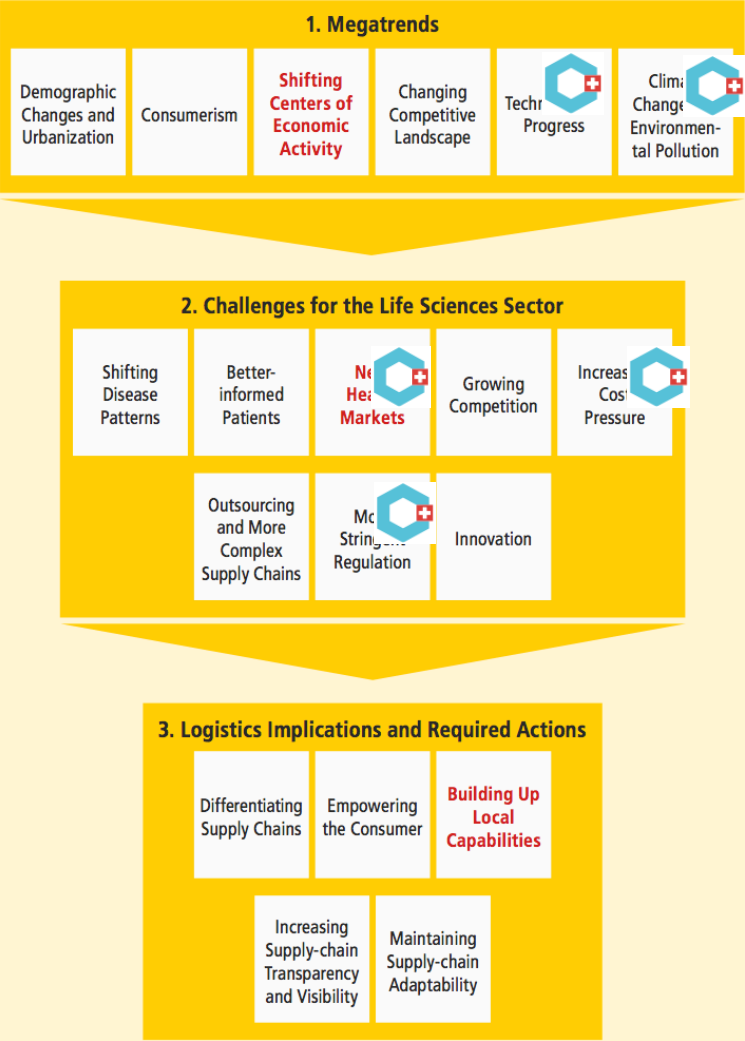 1. Megatrends
Demographic
Changes and
Urbanization
Consumerism
Shifting
Centers of
Economic
Activity
Changing
Competitive
Landscape
Progress
Change
Environmen-
tal Pollution
2. Challenges for the Life Sciences Sector
Shifting
Disease
Patterns
Better-
informed
Patients
Markets
Growing
Competition
Pressure
Outsourcing
and More
Complex
Supply Chains
Stringent
Regulation
Innovation
3. Logistics Implications and Required Actions
Differentiating
Supply Chains
Empowering
the Consumer
Building Up
Local
Capabilities
Increasing
Supply-chain
Transparency
and Visibility
Maintaining
Supply-chain
Adaptability